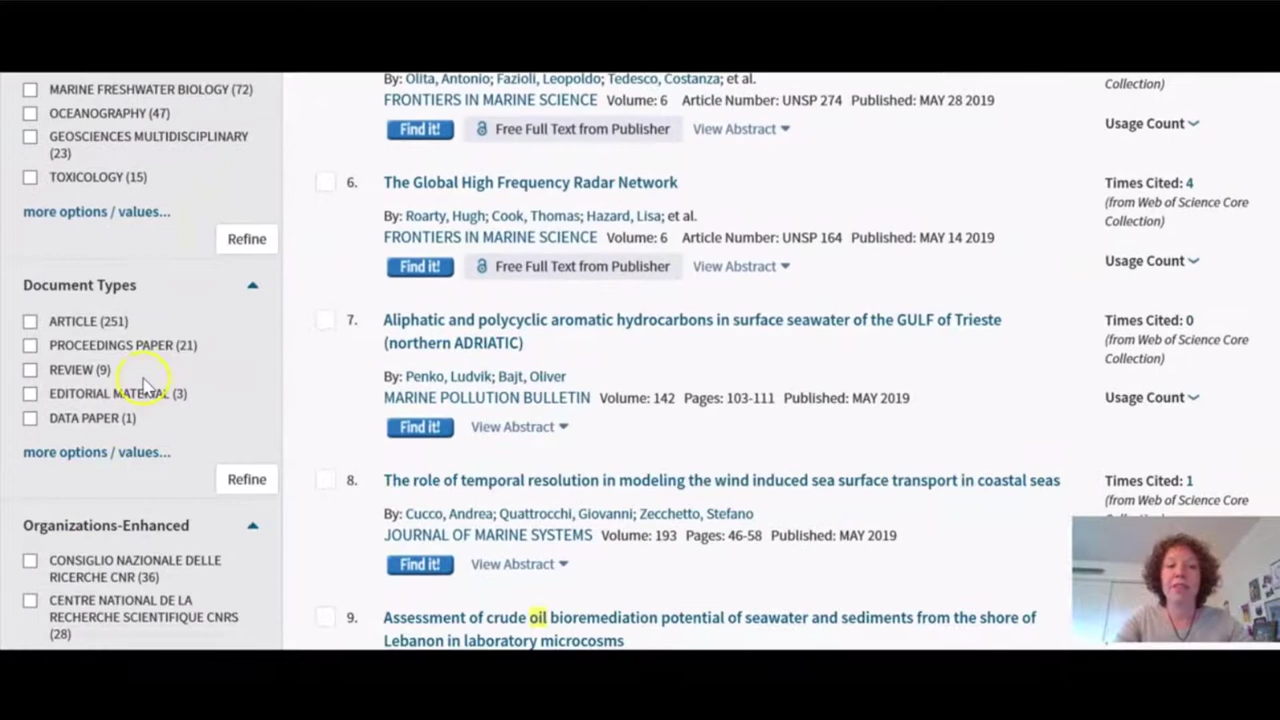 MARINE FRESHWATER BIOLOGY (72)
OCEANOGRAPHY (47)
GEOSCIENCES MULTIDISCIPLINARY
(23)
TOXICOLOGY (15)
more options / values...
Refine
Document Types
ARTICLE (251)
PROCEEDINGS PAPER (21)
REVIEW (9)
EDITORIAL MATERIAL (3)
DATA PAPER (1)
more options / values...
Refine
Organizations-Enhanced
CONSIGLIO NAZIONALE DELLE
RICERCHE CNR (36)
CENTRE NATIONAL DE LA
RECHERCHE SCIENTIFIQUE CNRS
(28)
By: Olita, Antonio; Fazioli, Leopoldo; Tedesco, Costanza; et al.
FRONTIERS IN MARINE SCIENCE Volume: 6 Article Number: UNSP 274 Published: MAY 28 2019
Find it! Free Full Text from Publisher View Abstract
Collection)
Usage Count
6. The Global High Frequency Radar Network
By: Roarty, Hugh; Cook, Thomas; Hazard, Lisa; et al.
FRONTIERS IN MARINE SCIENCE Volume: 6 Article Number: UNSP 164 Published: MAY 14 2019
Find it! Free Full Text from Publisher View Abstract
Times Cited: 4
(from Web of Science Core
Collection)
Usage Count
7. Aliphatic and polycyclic aromatic hydrocarbons in surface seawater of the GULF of Trieste
(northern ADRIATIC)
By: Penko, Ludvik; Bajt, Oliver
MARINE POLLUTION BULLETIN Volume: 142 Pages: 103-111 Published: MAY 2019
Find it! View Abstract
Times Cited: 0
(from Web of Science Core
Collection)
Usage Count
8. The role of temporal resolution in modeling the wind induced sea surface transport in coastal seas
By: Cucco, Andrea; Quattrocchi, Giovanni; Zecchetto, Stefano
JOURNAL OF MARINE SYSTEMS Volume: 193 Pages: 46-58 Published: MAY 2019
Find it! View Abstract
Times Cited: 1
(from Web of Science Core
9. Assessment of crude oil bioremediation potential of seawater and sediments from the shore of
Lebanon in laboratory microcosms